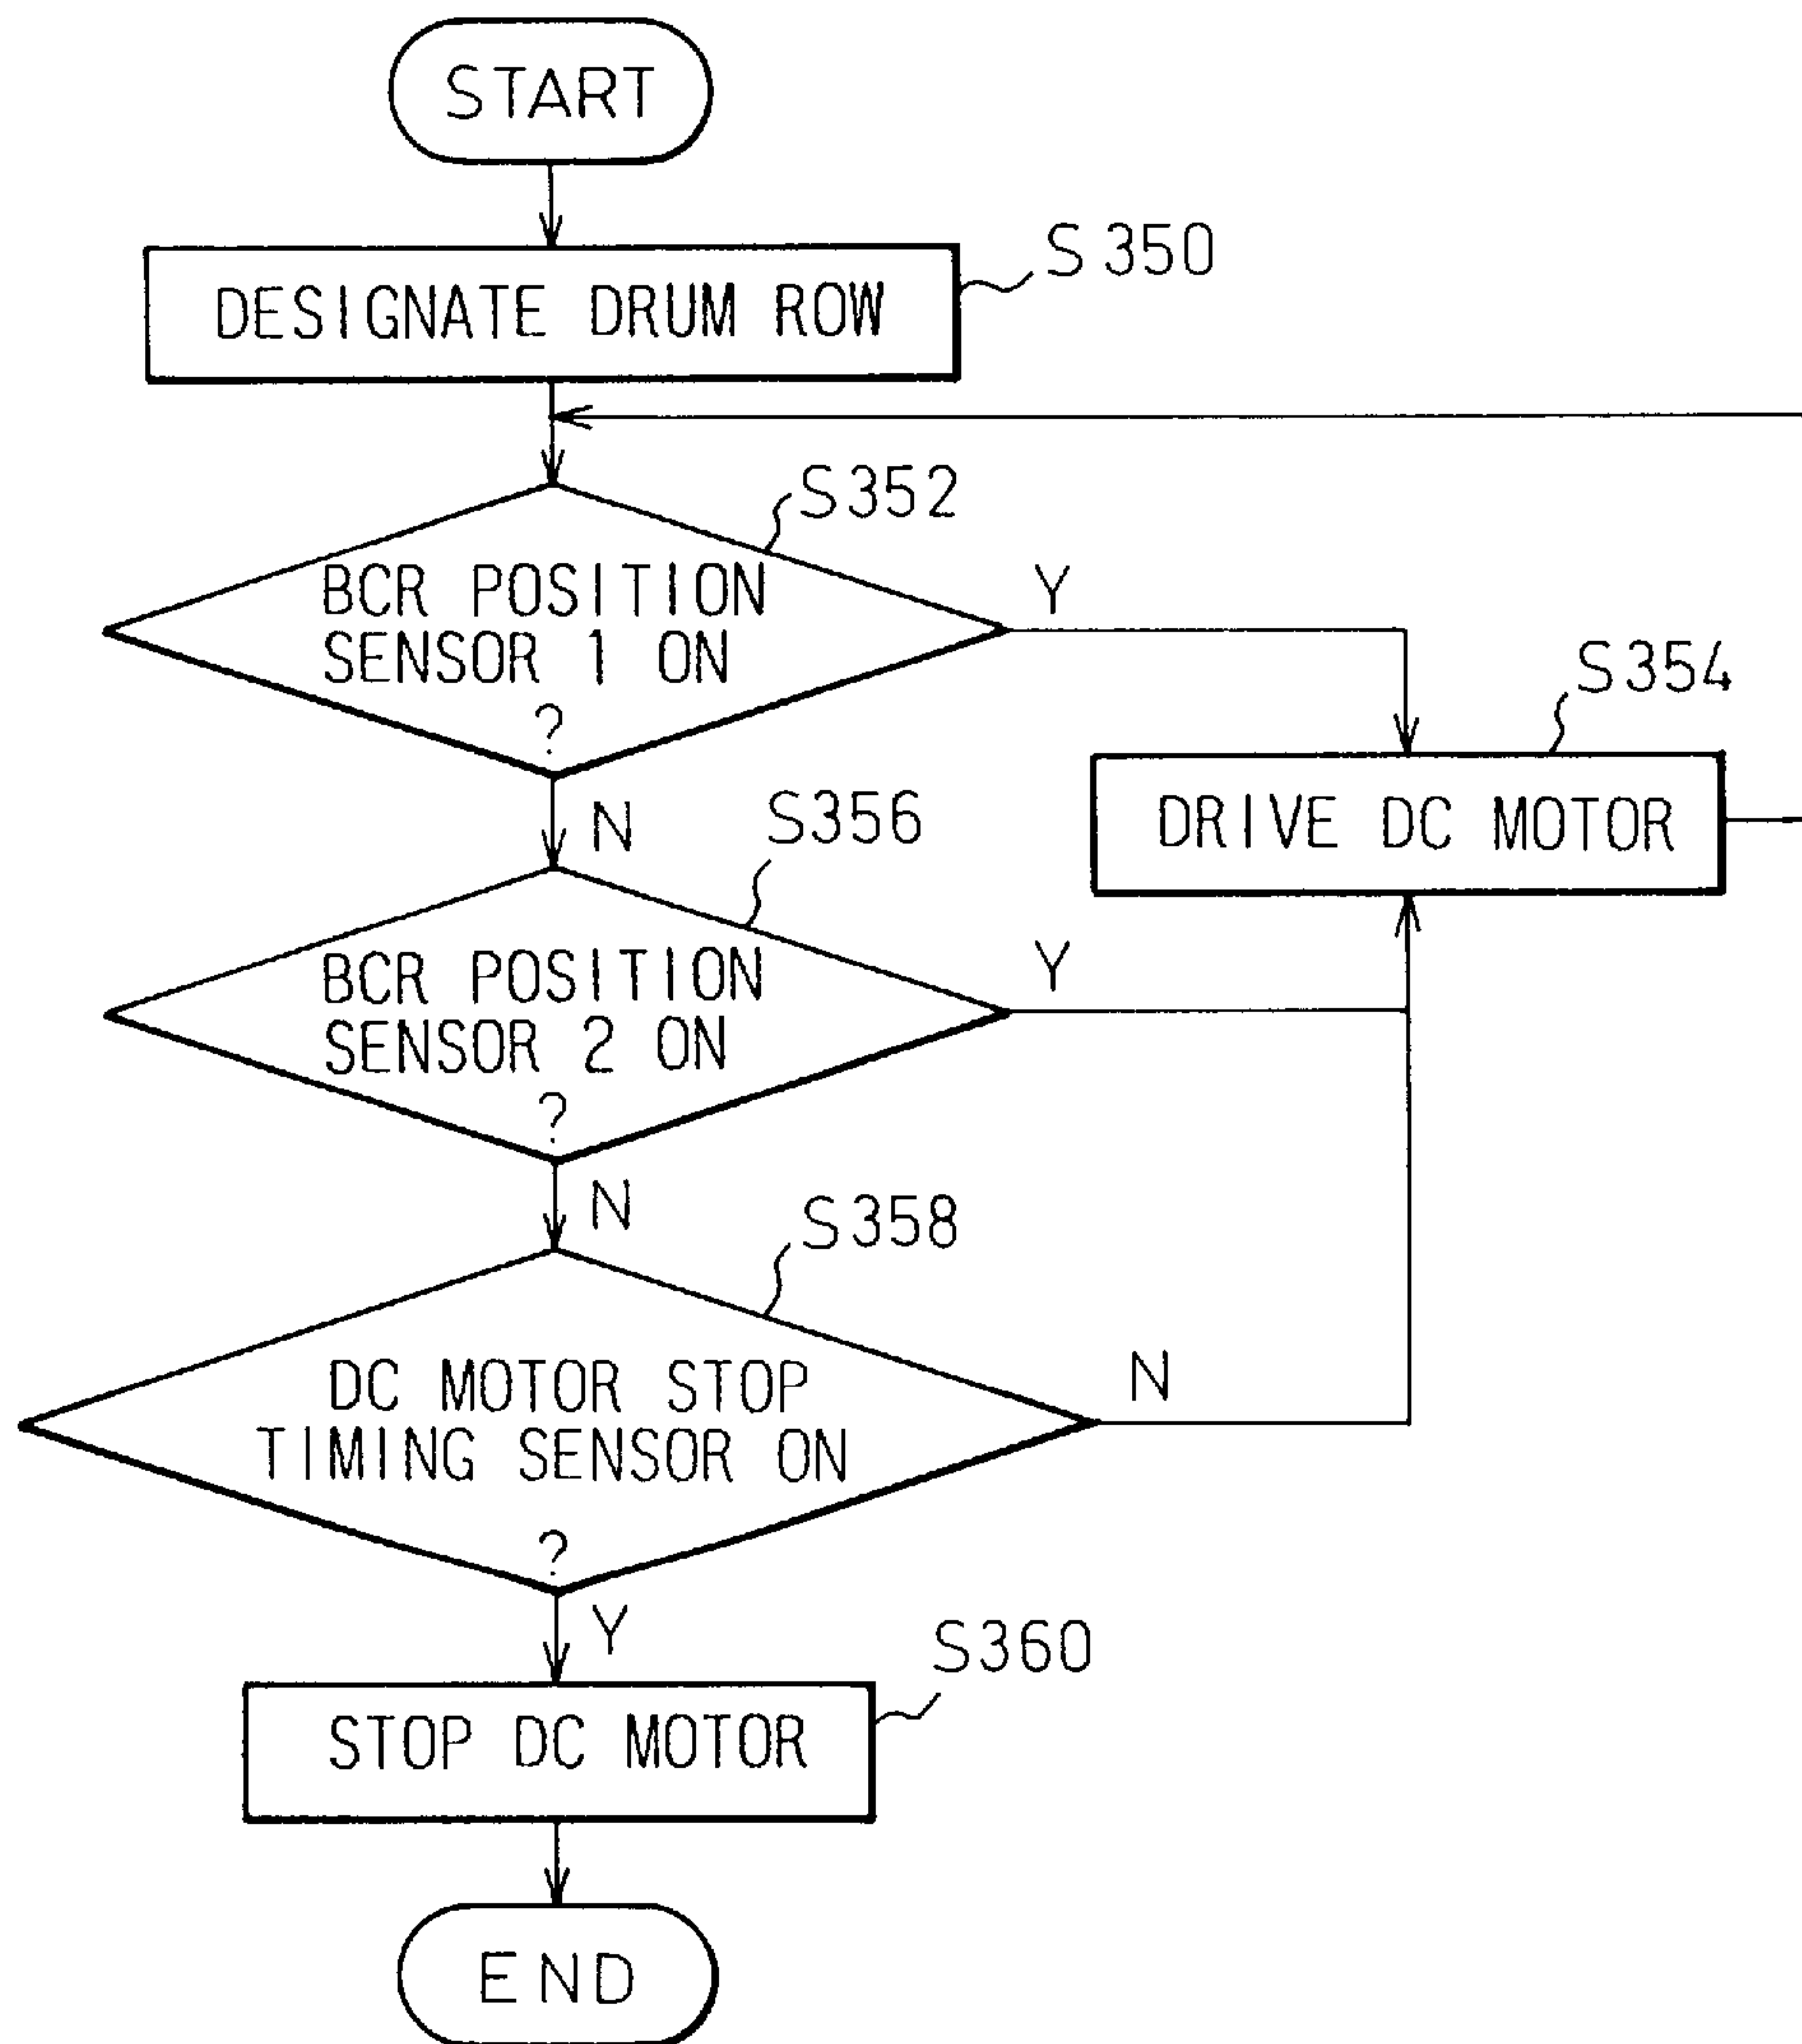 START
DESIGNATE DRUM ROW
S350
BCR POSITION
SENSOR 1 ON
?
S352
Y
N
DRIVE DC MOTOR
S354
BCR POSITION
SENSOR 2 ON
?
S356
Y
N
DC MOTOR STOP
TIMING SENSOR ON
?
S358
N
Y
STOP DC MOTOR
S360
END